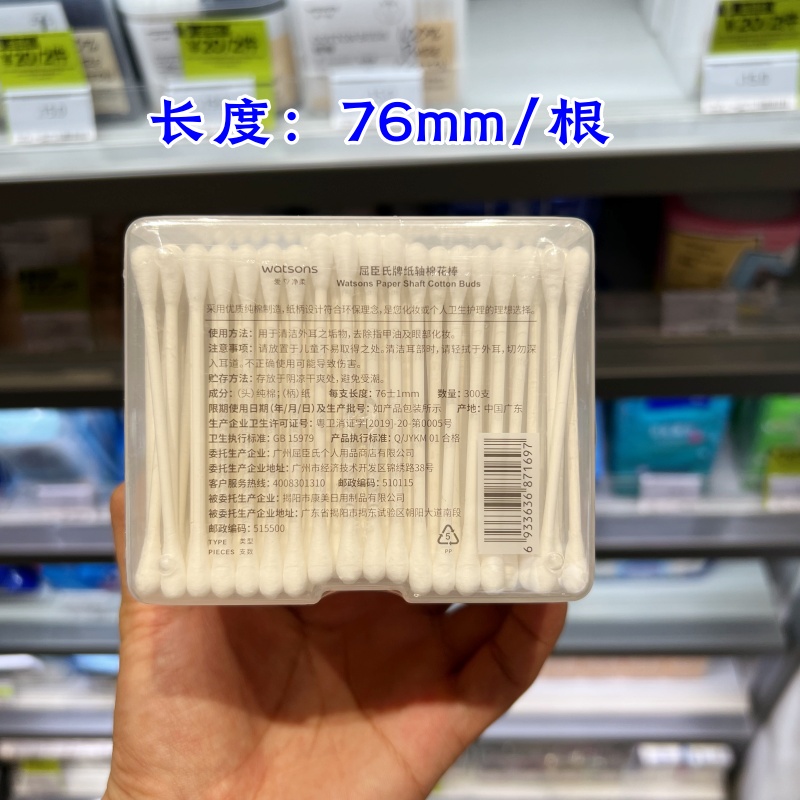 ¥20/2件
¥20/2件
¥20/2件
长度：76mm/根
watsons
屈臣氏牌纸轴棉花棒
Watsons Paper Shaft Cotton Buds
采用优质纯棉制造，纸柄设计符合环保理念，是您化妆或个人卫生护理的理想选择。
使用方法：用于清洁外耳之垢物，去除指甲油及眼部化妆。
注意事项：请放置于儿童不易取得之处。清洁耳部时，请轻拭于外耳，切勿深
入耳道。不正确使用可能导致伤害。
贮存方法：存放于阴凉干爽处，避免受潮。
成分：(头)纯棉；(柄)纸 每支长度：76±1mm 数量：300支
限期使用日期(年/月/日)及生产批号：如产品包装所示 产地：中国广东
生产企业卫生许可证号：粤卫消证字[2019]-20-第0005号
卫生执行标准：GB 15979 产品执行标准：Q/JYKM 01 合格
委托生产企业：广州屈臣氏个人用品商店有限公司
委托生产企业地址：广州市经济技术开发区锦绣路38号
客户服务热线：4008301310 邮政编码：510115
被委托生产企业：揭阳市康美日用制品有限公司
被委托生产企业地址：广东省揭阳市揭东试验区朝阳大道南段
邮政编码：515500
TYPE 类型
PIECES 支数
5
PP
6 933636 871697